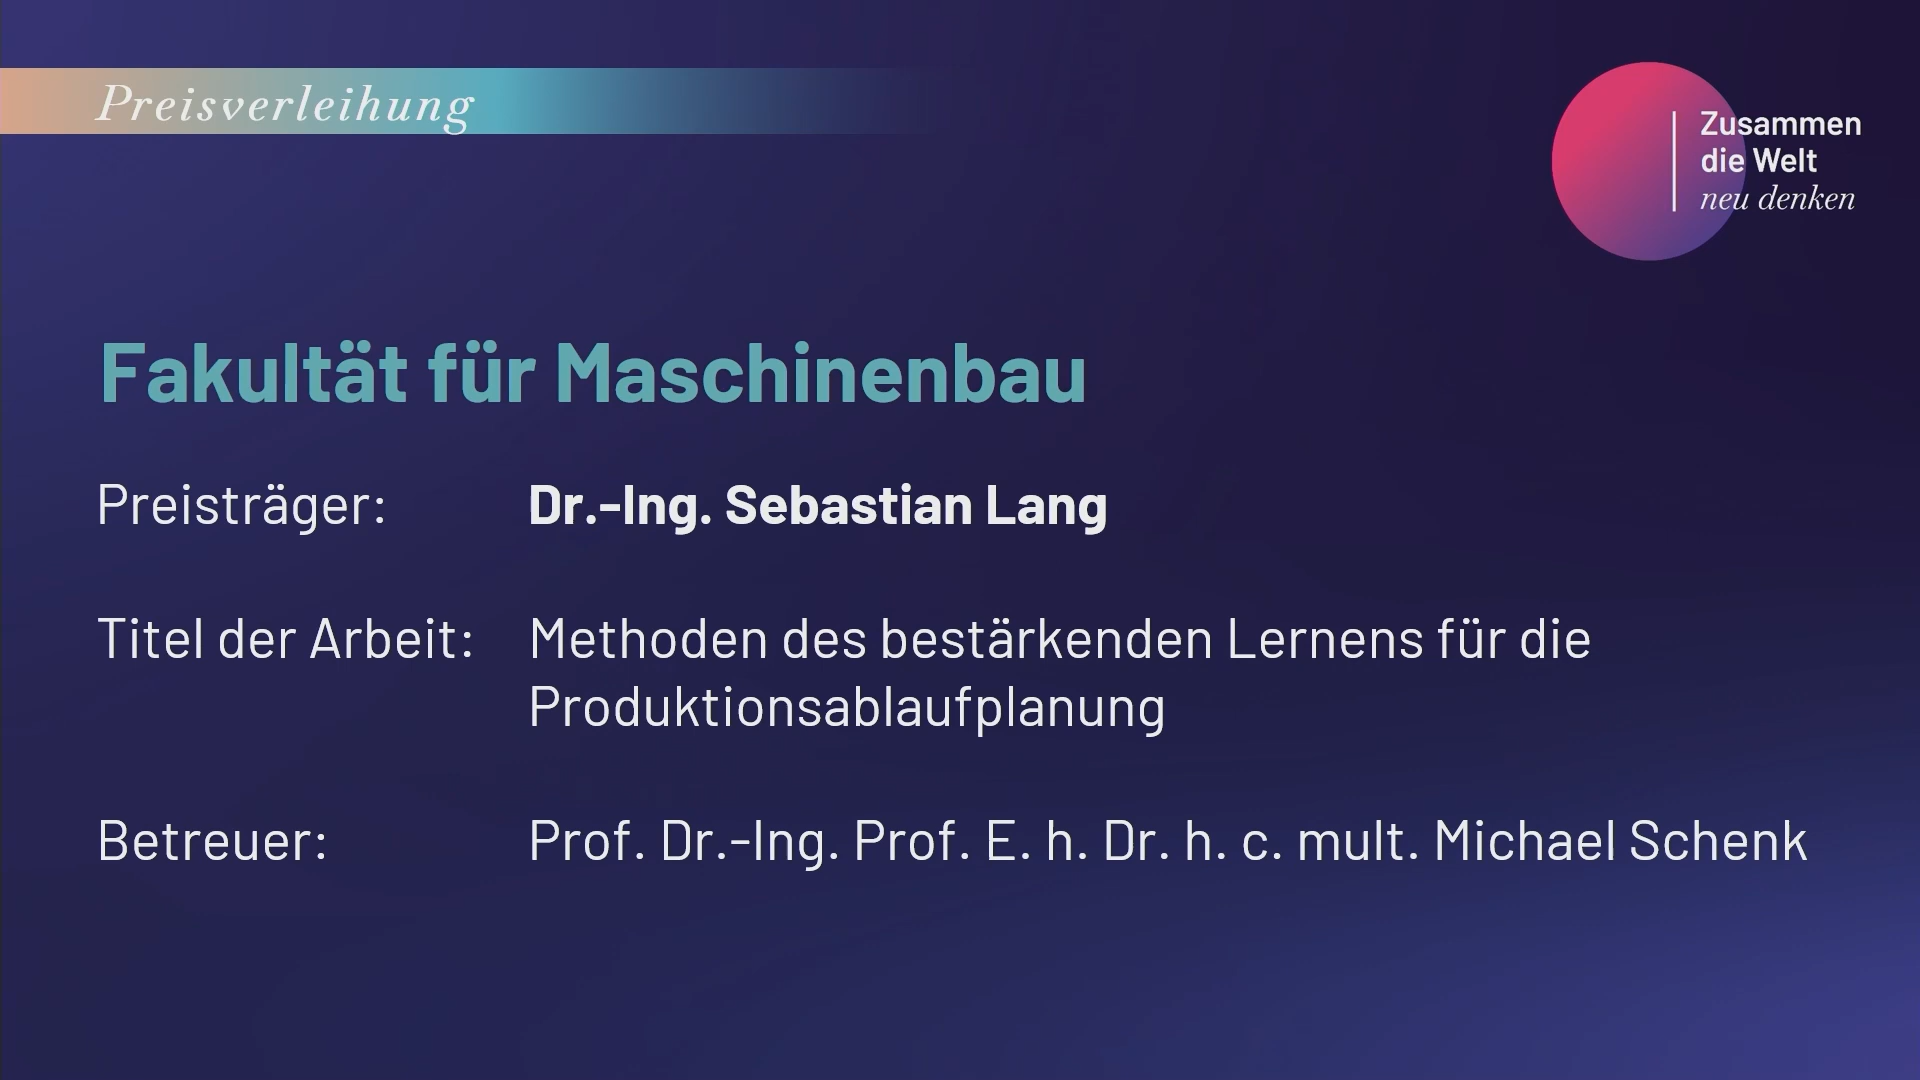 Preisverleihung
Zusammen
die Welt
neu denken
Fakultät für Maschinenbau
Preisträger: Dr.-Ing. Sebastian Lang
Titel der Arbeit: Methoden des bestärkenden Lernens für die
Produktionsablaufplanung
Betreuer: Prof. Dr.-Ing. Prof. E. h. Dr. h. c. mult. Michael Schenk